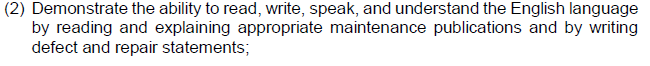 (2) Demonstrate the ability to read, write, speak, and understand the English language
by reading and explaining appropriate maintenance publications and by writing
defect and repair statements;